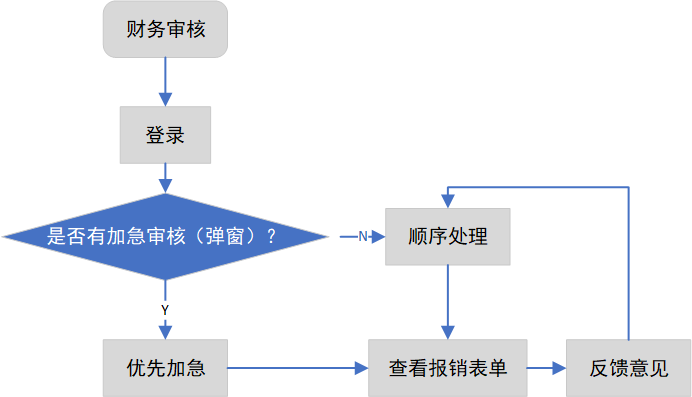 财务审核
登录
是否有加急审核（弹窗）？
N
顺序处理
Y
优先加急
查看报销表单
反馈意见